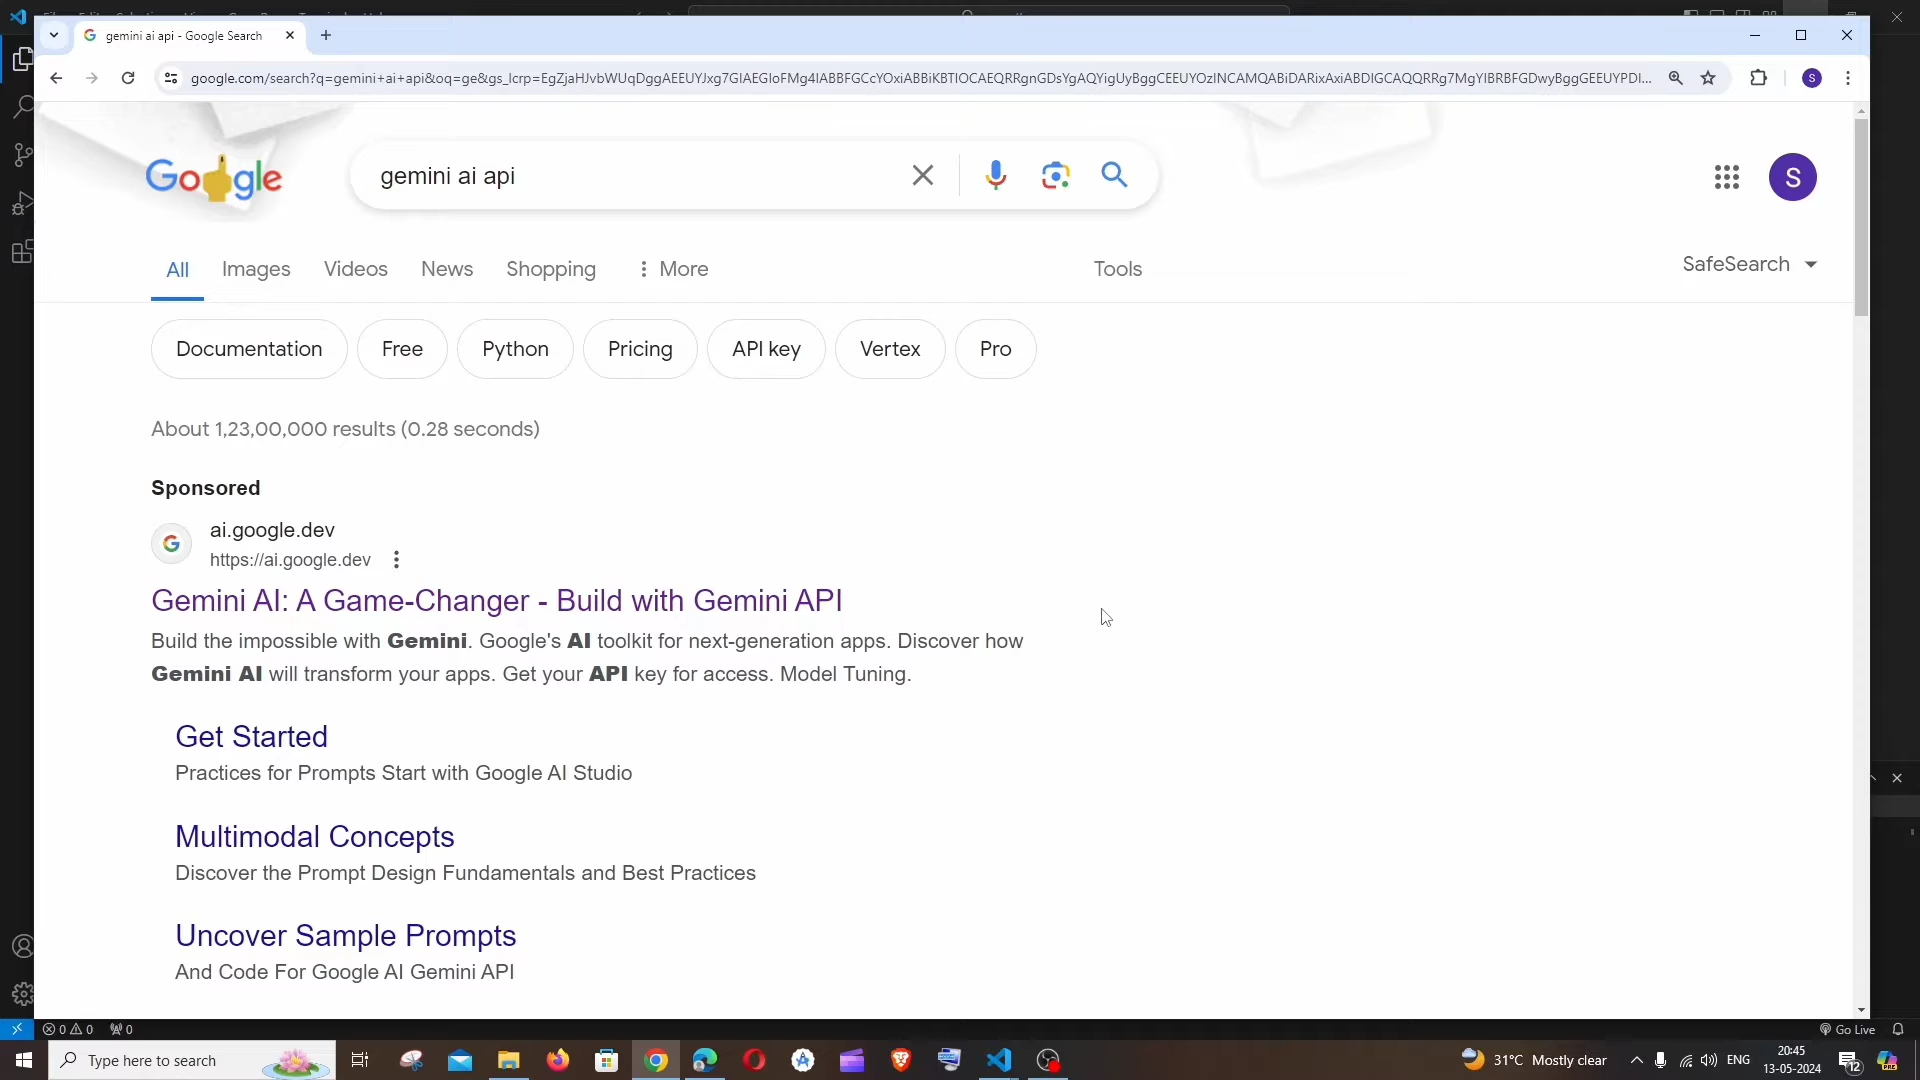 gemini ai api - Google Search
google.com/search?q=gemini+ai+api&oq=ge&gs_lcrp=EgZjaHJvbWUqDggAEEUYJxg7GIAEGIoFMg4IABBFGCcYOxiABBiKBTIOCAEQRRgnGDsYgAQYigUyBggCEEUYOzINCAMQABiDARixAxiABDIGCAQQRRg7MgYIBRBFGDwyBggGEEUYPDI...
Google
gemini ai api
S
All Images Videos News Shopping More Tools
SafeSearch
Documentation Free Python Pricing API key Vertex Pro
About 1,23,00,000 results (0.28 seconds)
Sponsored
ai.google.dev
https://ai.google.dev
Gemini AI: A Game-Changer - Build with Gemini API
Build the impossible with Gemini. Google's AI toolkit for next-generation apps. Discover how
Gemini AI will transform your apps. Get your API key for access. Model Tuning.
Get Started
Practices for Prompts Start with Google AI Studio
Multimodal Concepts
Discover the Prompt Design Fundamentals and Best Practices
Uncover Sample Prompts
And Code For Google AI Gemini API
0 0 0
Go Live
Type here to search
31°C Mostly clear
ENG
20:45
13-05-2024
12